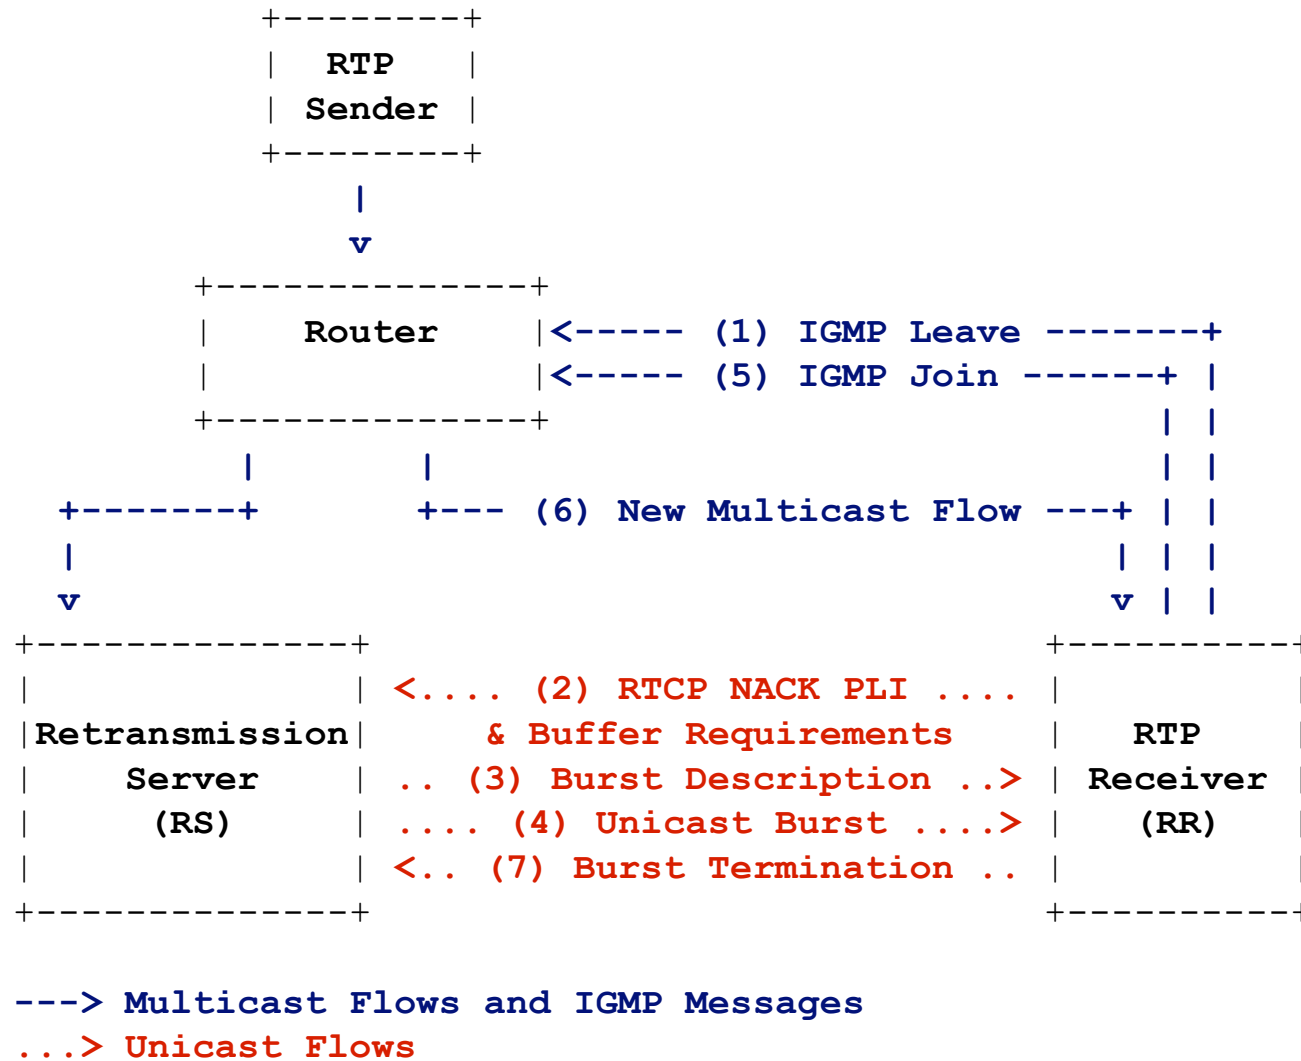 +--------+
|  RTP   |
| Sender |
+--------+
|
v
+--------------+
|    Router    |<----- (1) IGMP Leave -------+
|              |<----- (5) IGMP Join ------+ |
+--------------+ | |
|       | | |
+-------+       +--- (6) New Multicast Flow ---+ | |
| | | |
v v | |
+--------------+ +----------+
|              | <.... (2) RTCP NACK PLI .... |          |
|Retransmission| & Buffer Requirements |   RTP    |
|    Server    | .. (3) Burst Description ..> | Receiver |
|     (RS)     | .... (4) Unicast Burst ....> |   (RR)   |
|              | <.. (7) Burst Termination .. |          |
+--------------+ +----------+
---> Multicast Flows and IGMP Messages
...> Unicast Flows